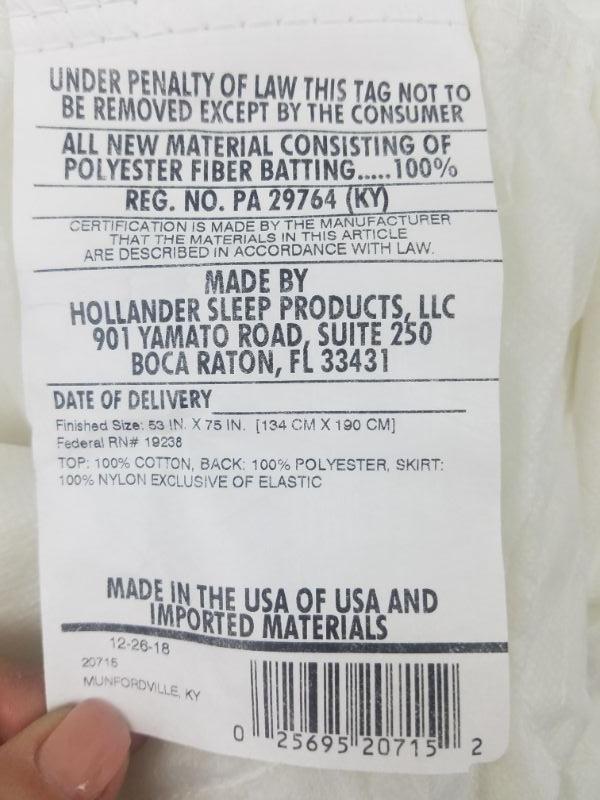 UNDER PENALTY OF LAW THIS TAG NOT TO
BE REMOVED EXCEPT BY THE CONSUMER
ALL NEW MATERIAL CONSISTING OF
POLYESTER FIBER BATTING.....100%
REG. NO. PA 29764 (KY)
CERTIFICATION IS MADE BY THE MANUFACTURER
THAT THE MATERIALS IN THIS ARTICLE
ARE DESCRIBED IN ACCORDANCE WITH LAW.
MADE BY
HOLLANDER SLEEP PRODUCTS, LLC
901 YAMATO ROAD, SUITE 250
BOCA RATON, FL 33431
DATE OF DELIVERY
Finished Size: 53 IN. X 75 IN. [134 CM X 190 CM]
Federal RN# 19238
TOP: 100% COTTON, BACK: 100% POLYESTER, SKIRT:
100% NYLON EXCLUSIVE OF ELASTIC
MADE IN THE USA OF USA AND
IMPORTED MATERIALS
12-26-18
20715
MUNFORDVILLE, KY
0 25695 20715 2